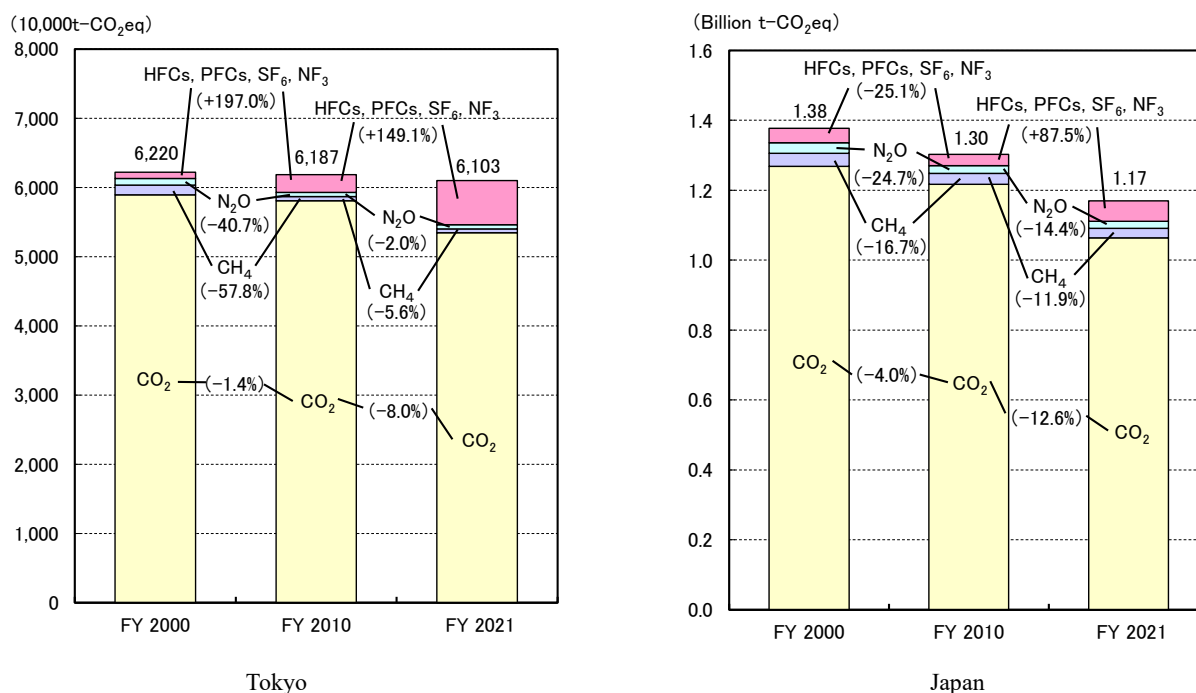 (10,000t-CO₂eq)
8,000
7,000
6,000
5,000
4,000
3,000
2,000
1,000
0
HFCs, PFCs, SF₆, NF₃
(+197.0%)
HFCs, PFCs, SF₆, NF₃
(+149.1%)
6,220
6,187
6,103
N₂O
(-40.7%)
N₂O
(-2.0%)
CH₄
(-57.8%)
CH₄
(-5.6%)
CO₂
(-1.4%)
CO₂
(-8.0%)
CO₂
FY 2000
FY 2010
FY 2021
Tokyo
(Billion t-CO₂eq)
1.6
1.4
1.2
1.0
0.8
0.6
0.4
0.2
0.0
HFCs, PFCs, SF₆, NF₃
(-25.1%)
HFCs, PFCs, SF₆, NF₃
(+87.5%)
1.38
1.30
1.17
N₂O
(-24.7%)
N₂O
(-14.4%)
CH₄
(-16.7%)
CH₄
(-11.9%)
CO₂
(-4.0%)
CO₂
(-12.6%)
CO₂
FY 2000
FY 2010
FY 2021
Japan